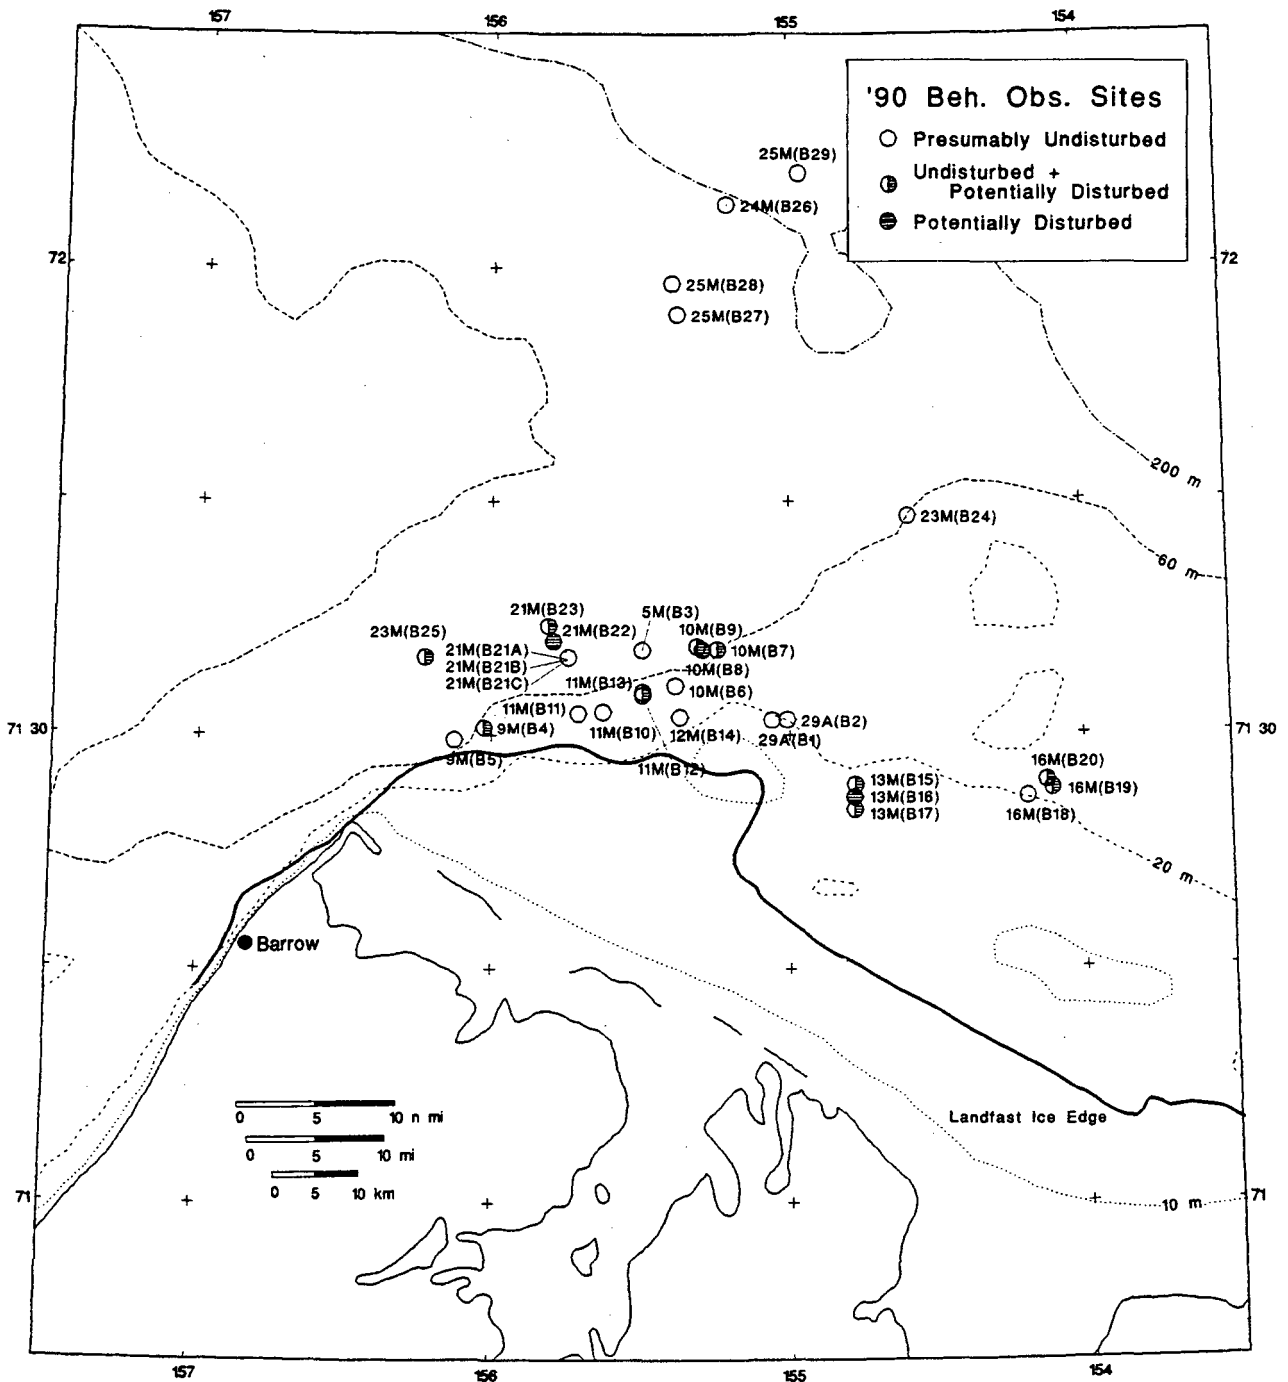 157 156 155 154
'90 Beh. Obs. Sites
Presumably Undisturbed
Undisturbed +
Potentially Disturbed
Potentially Disturbed
25M(B29)
24M(B26)
72 72
25M(B28)
25M(B27)
200 m
23M(B24)
60 m
21M(B23)
5M(B3)
23M(B25)
21M(B22)
10M(B9)
21M(B21A)
10M(B7)
21M(B21B)
10M(B8)
21M(B21C)
11M(B13)
10M(B6)
11M(B11)
29A(B2)
71 30 71 30
9M(B4)
11M(B10)
12M(B14)
29A(B1)
9M(B5)
11M(B12)
16M(B20)
13M(B15)
16M(B19)
13M(B16)
13M(B17)
16M(B18)
20 m
Barrow
0 5 10 n mi
Landfast Ice Edge
0 5 10 mi
0 5 10 km
71 71
10 m
157 156 155 154